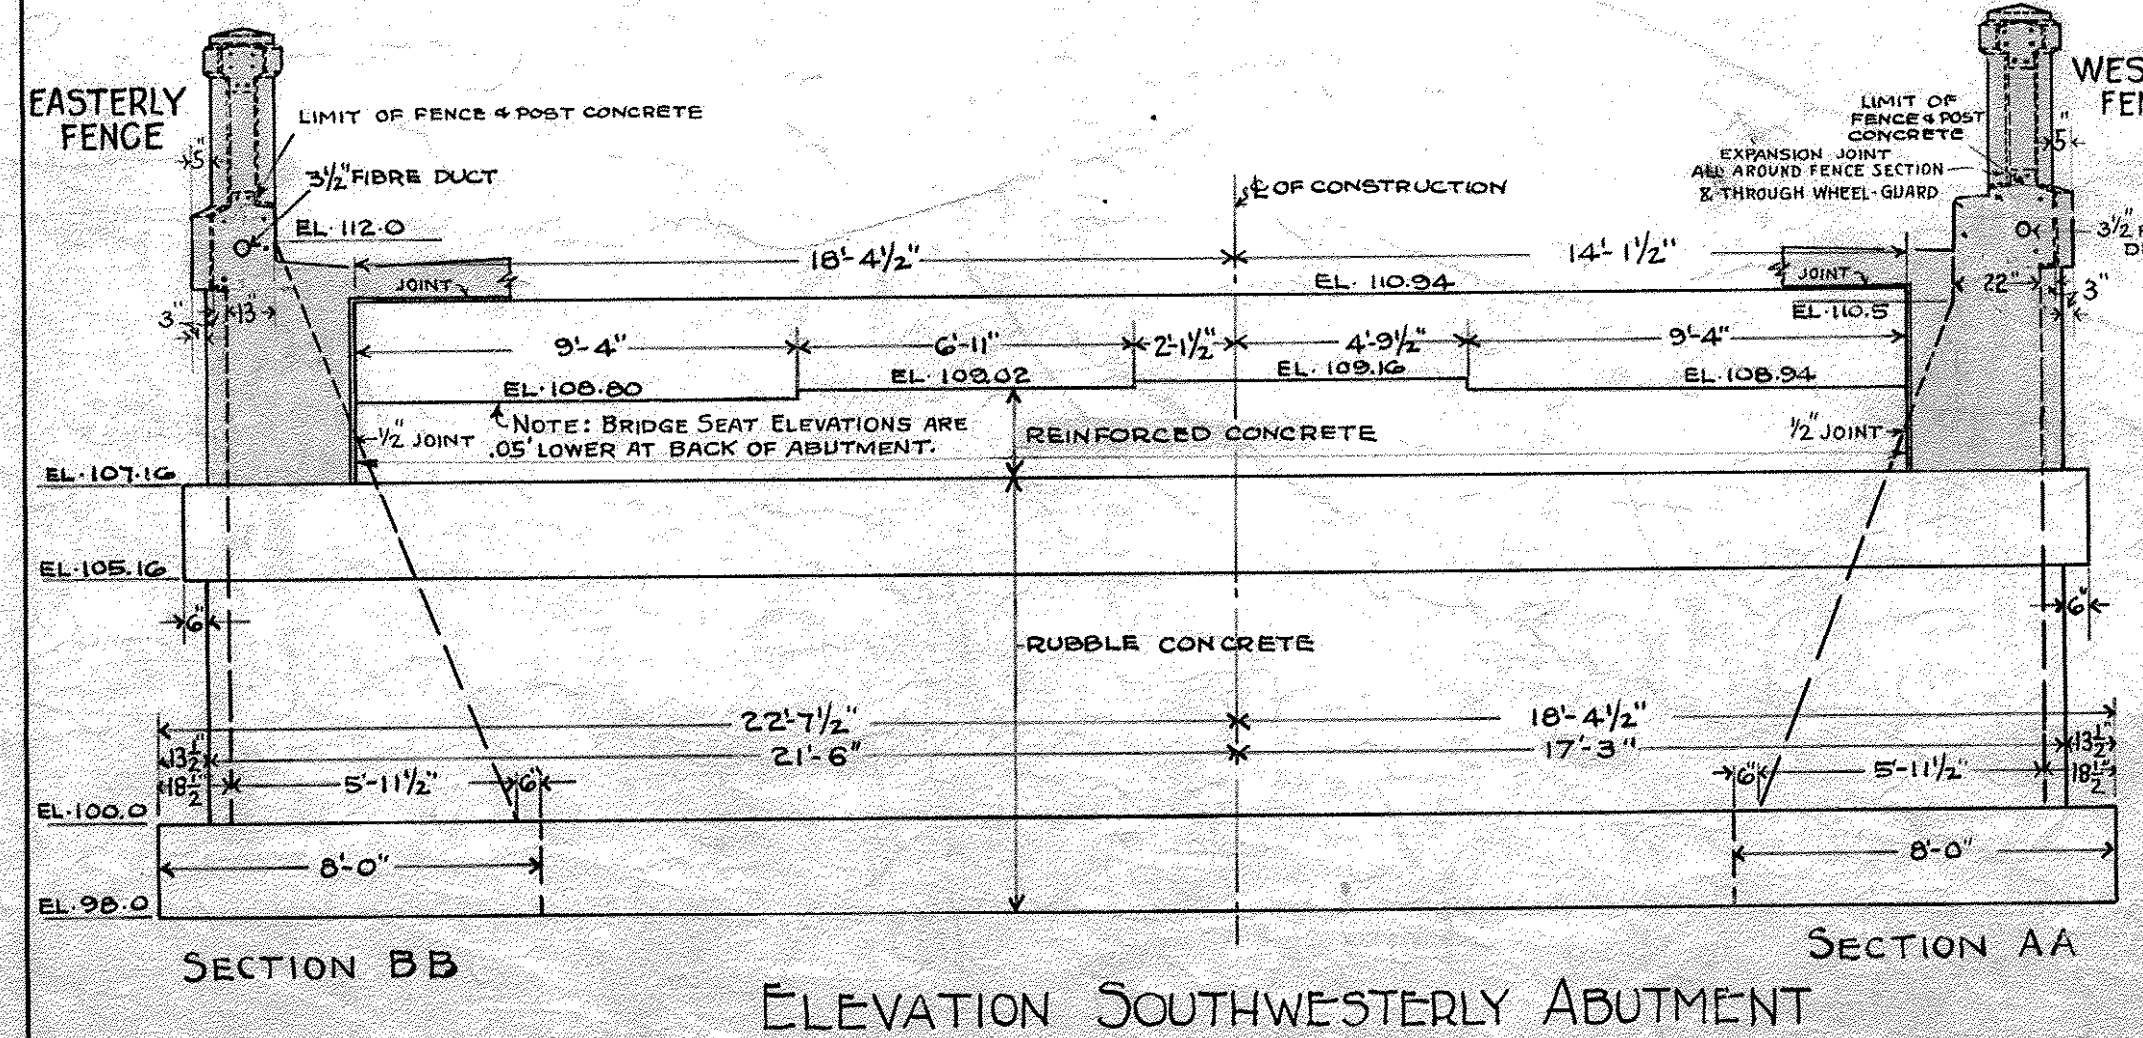 EASTERLY
FENCE
LIMIT OF FENCE & POST CONCRETE
5"
3½" FIBRE DUCT
EL. 112.0
℄ OF CONSTRUCTION
LIMIT OF
FENCE & POST
CONCRETE
EXPANSION JOINT
ALL AROUND FENCE SECTION
& THROUGH WHEEL-GUARD
5"
3½"
18'-4½"
14'-1½"
JOINT
JOINT
EL. 110.94
EL. 110.5
3"
13"
22"
3"
9'-4"
6'-11"
2'-1½"
4'-9½"
9'-4"
EL. 108.80
EL. 109.02
EL. 109.16
EL. 108.94
NOTE: BRIDGE SEAT ELEVATIONS ARE
.05' LOWER AT BACK OF ABUTMENT.
½" JOINT
REINFORCED CONCRETE
½" JOINT
EL. 107.16
EL. 105.16
6"
6"
RUBBLE CONCRETE
22'-7½"
18'-4½"
13½"
21'-6"
17'-3"
13½"
18½"
5'-11½"
6"
6"
5'-11½"
18½"
EL. 100.0
8'-0"
8'-0"
EL. 98.0
SECTION BB
SECTION AA
ELEVATION SOUTHWESTERLY ABUTMENT